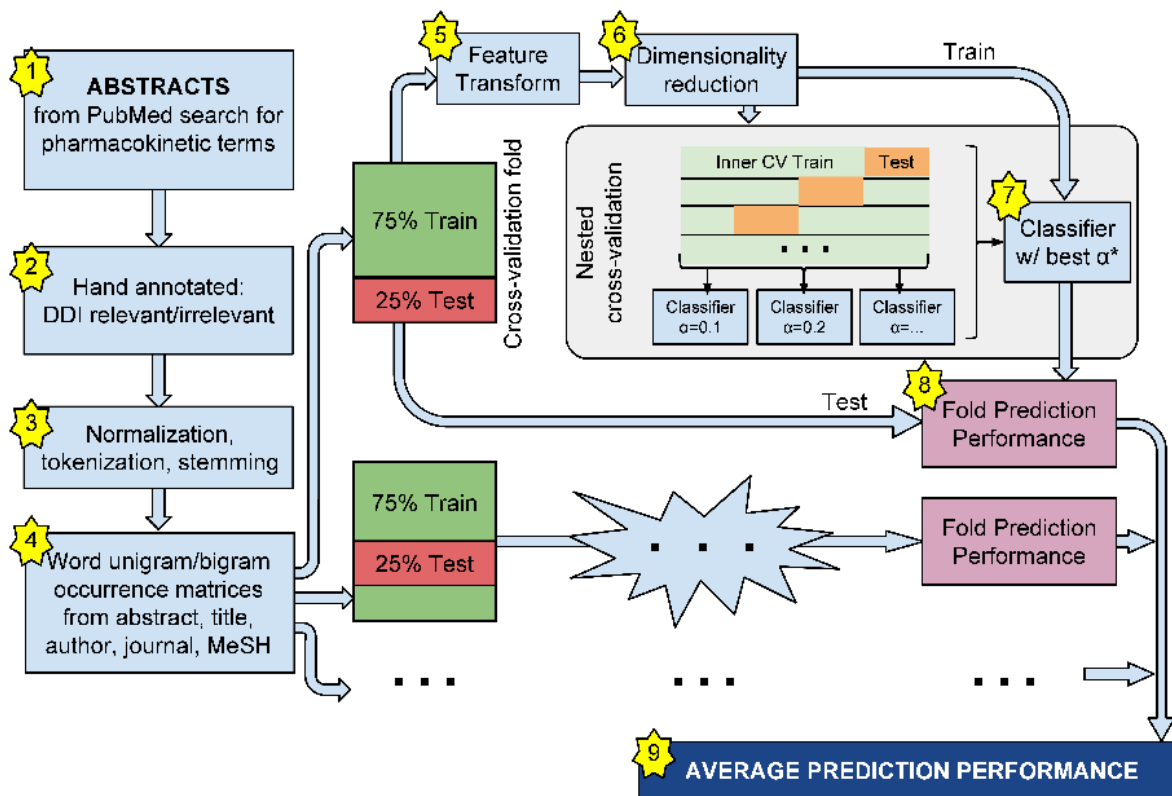 1
ABSTRACTS
from PubMed search for
pharmacokinetic terms
2
Hand annotated:
DDI relevant/irrelevant
3
Normalization,
tokenization, stemming
4
Word unigram/bigram
occurrence matrices
from abstract, title,
author, journal, MeSH
75% Train
25% Test
Cross-validation fold
5
Feature
Transform
6
Dimensionality
reduction
Train
Nested
cross-validation
Inner CV Train
Test
. . .
Classifier
α=0.1
Classifier
α=0.2
Classifier
α=...
7
Classifier
w/ best α*
Test
8
Fold Prediction
Performance
75% Train
25% Test
. . .
Fold Prediction
Performance
. . .
. . .
. . .
9
AVERAGE PREDICTION PERFORMANCE